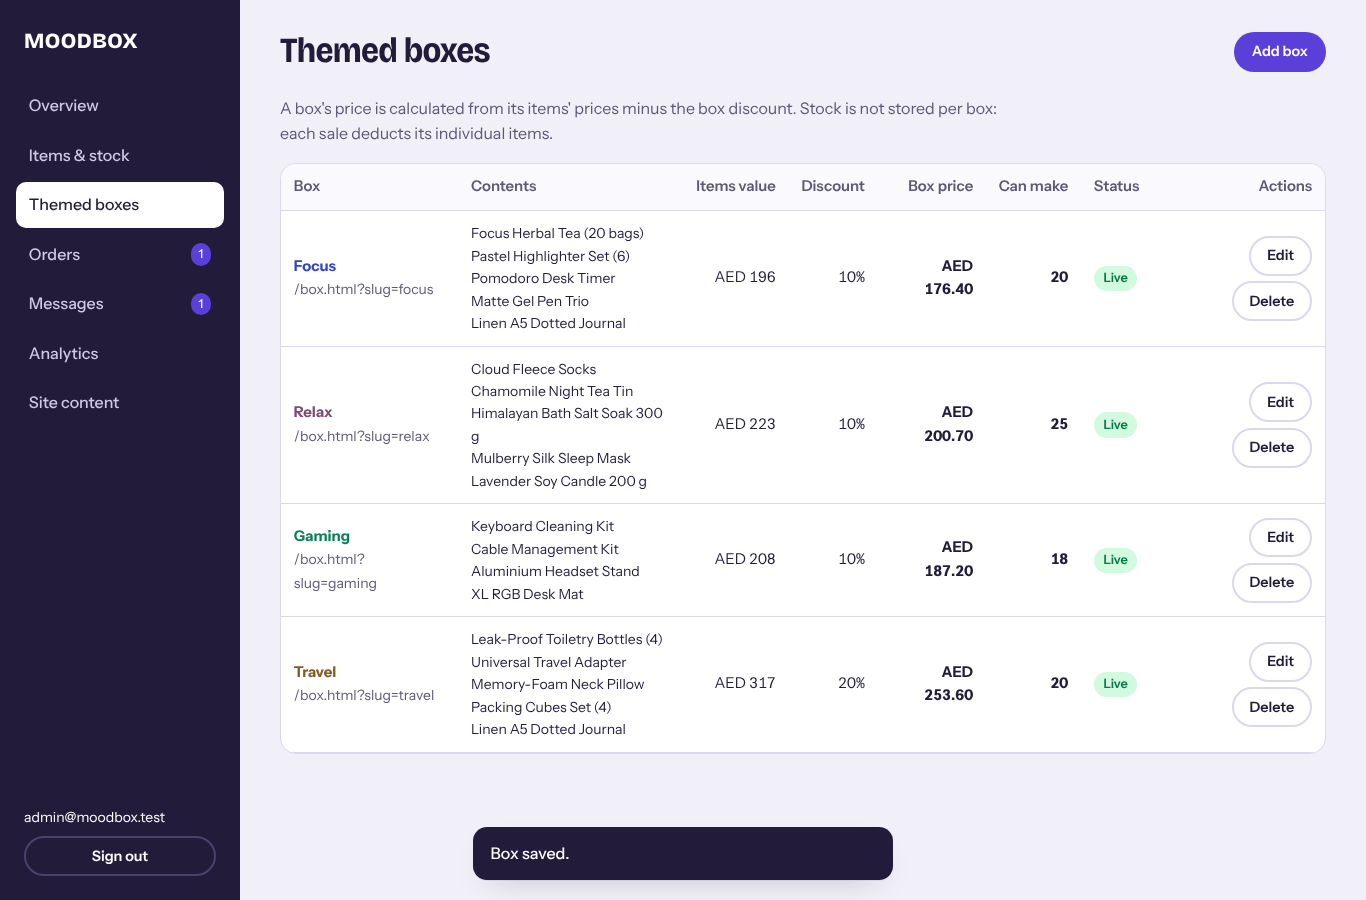 MOODBOX
Overview
Items & stock
Themed boxes
Orders 1
Messages 1
Analytics
Site content
admin@moodbox.test
Sign out
Themed boxes
Add box
A box's price is calculated from its items' prices minus the box discount. Stock is not stored per box:
each sale deducts its individual items.
Box Contents Items value Discount Box price Can make Status Actions
Focus
/box.html?slug=focus
Focus Herbal Tea (20 bags)
Pastel Highlighter Set (6)
Pomodoro Desk Timer
Matte Gel Pen Trio
Linen A5 Dotted Journal
AED 196
10%
AED
176.40
20
Live
Edit
Delete
Relax
/box.html?slug=relax
Cloud Fleece Socks
Chamomile Night Tea Tin
Himalayan Bath Salt Soak 300
g
Mulberry Silk Sleep Mask
Lavender Soy Candle 200 g
AED 223
10%
AED
200.70
25
Live
Edit
Delete
Gaming
/box.html?
slug=gaming
Keyboard Cleaning Kit
Cable Management Kit
Aluminium Headset Stand
XL RGB Desk Mat
AED 208
10%
AED
187.20
18
Live
Edit
Delete
Travel
/box.html?slug=travel
Leak-Proof Toiletry Bottles (4)
Universal Travel Adapter
Memory-Foam Neck Pillow
Packing Cubes Set (4)
Linen A5 Dotted Journal
AED 317
20%
AED
253.60
20
Live
Edit
Delete
Box saved.